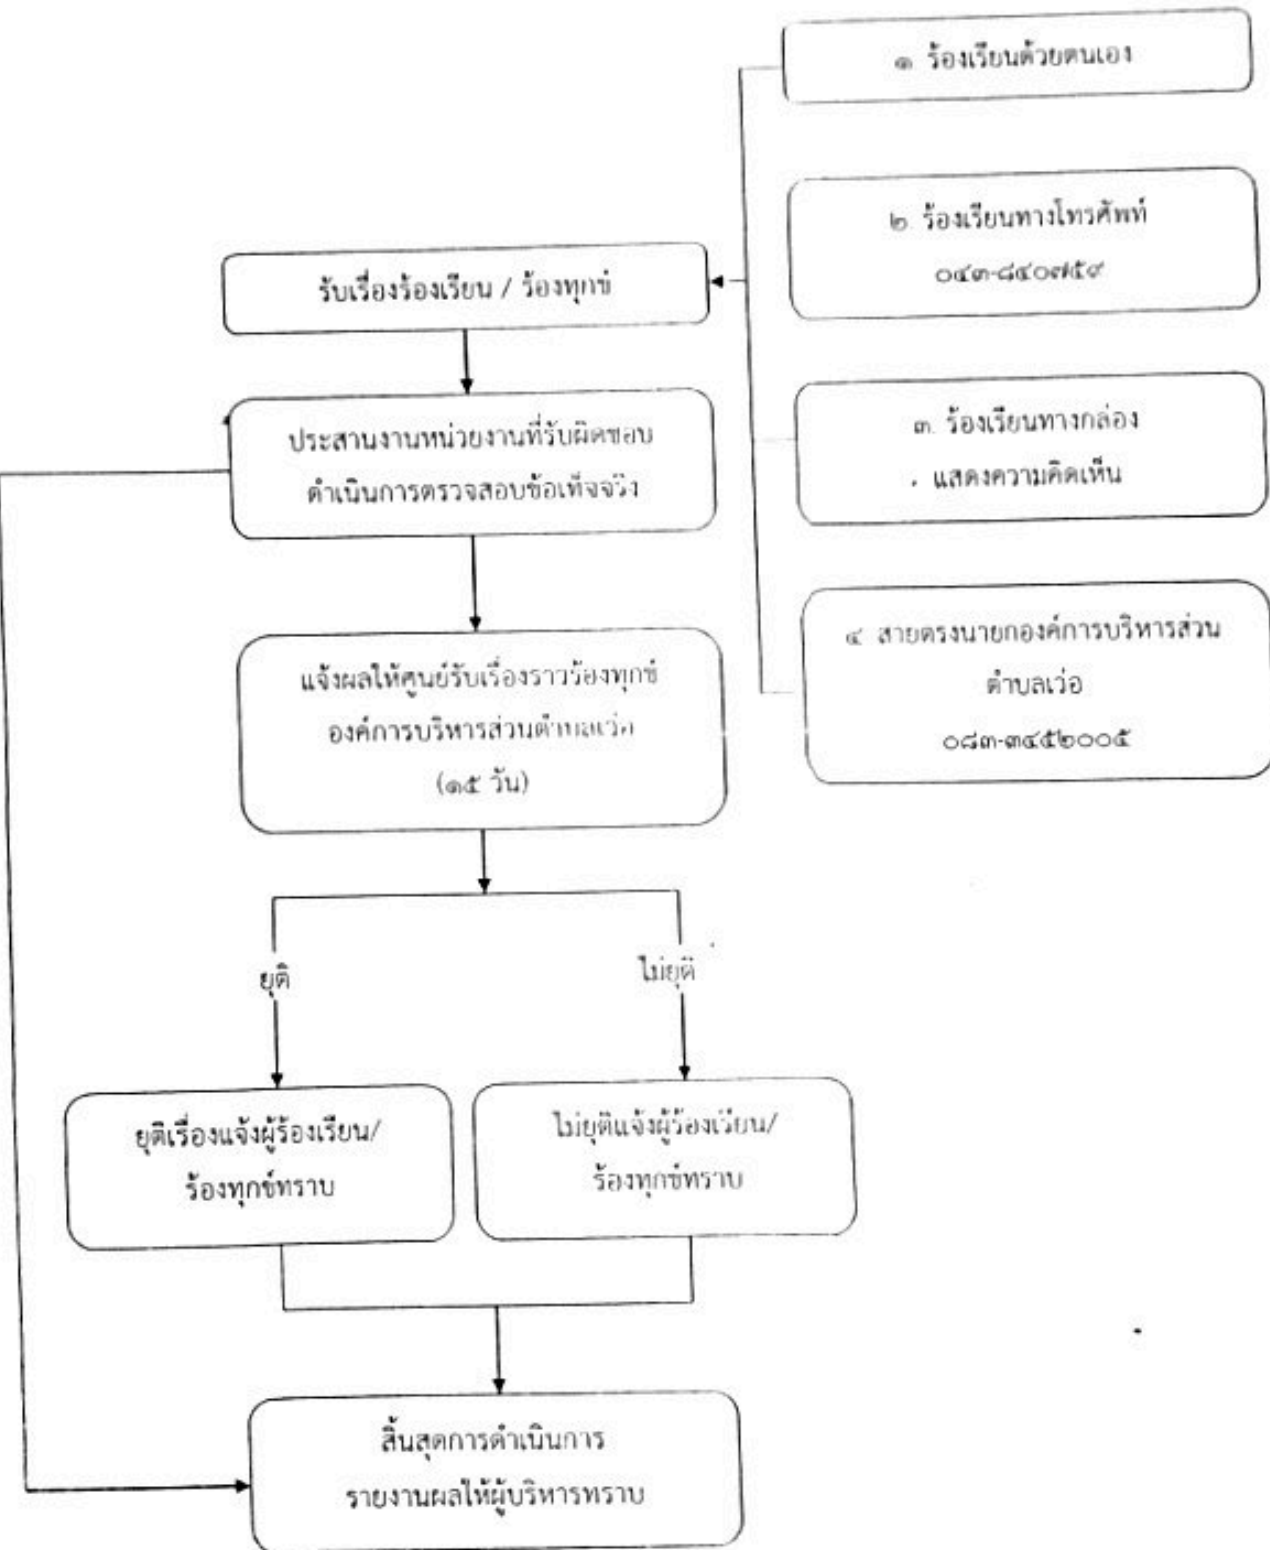 ๑ ร้องเรียนด้วยตนเอง
๒. ร้องเรียนทางโทรศัพท์
๐๔๓-๘๔๐๗๕๙
๓. ร้องเรียนทางกล่อง
แสดงความคิดเห็น
๔ สายตรงนายกองค์การบริหารส่วน
ตำบลเว่อ
๐๘๓-๓๔๕๒๐๐๕
รับเรื่องร้องเรียน / ร้องทุกข์
ประสานงานหน่วยงานที่รับผิดชอบ
ดำเนินการตรวจสอบข้อเท็จจริง
แจ้งผลให้ศูนย์รับเรื่องราวร้องทุกข์
องค์การบริหารส่วนตำบลเว่อ
(๑๕ วัน)
ยุติ
ไม่ยุติ
ยุติเรื่องแจ้งผู้ร้องเรียน/
ร้องทุกข์ทราบ
ไม่ยุติแจ้งผู้ร้องเรียน/
ร้องทุกข์ทราบ
สิ้นสุดการดำเนินการ
รายงานผลให้ผู้บริหารทราบ